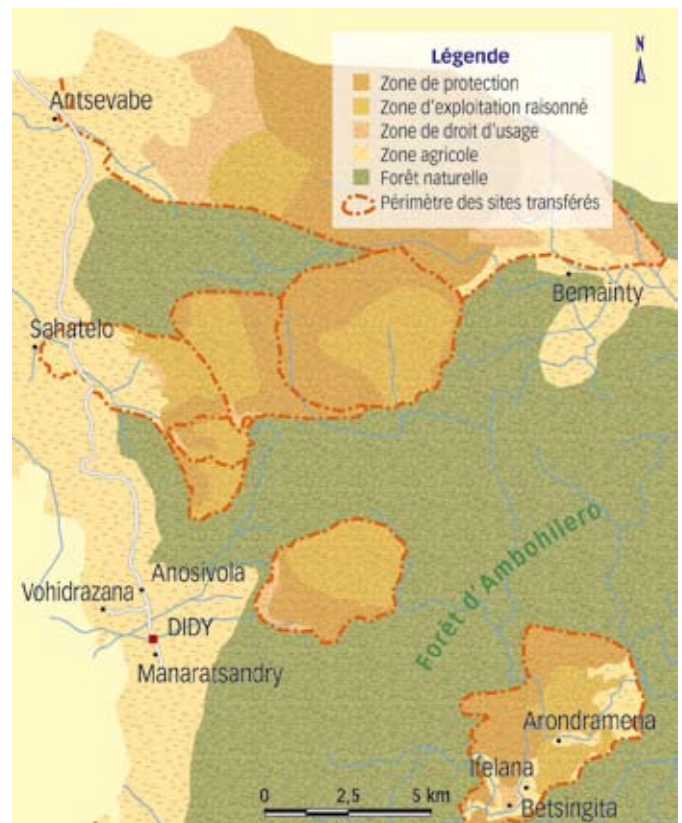 Légende
N
Zone de protection
Zone d'exploitation raisonné
Zone de droit d'usage
Zone agricole
Forêt naturelle
Périmètre des sites transférés
Antsevabe
Bemainty
Sahatelo
Forêt d'Ambohilero
Anosivola
Vohidrazana
DIDY
Manaratsandry
Arondramena
Ifelana
Betsingita
0 2,5 5 km